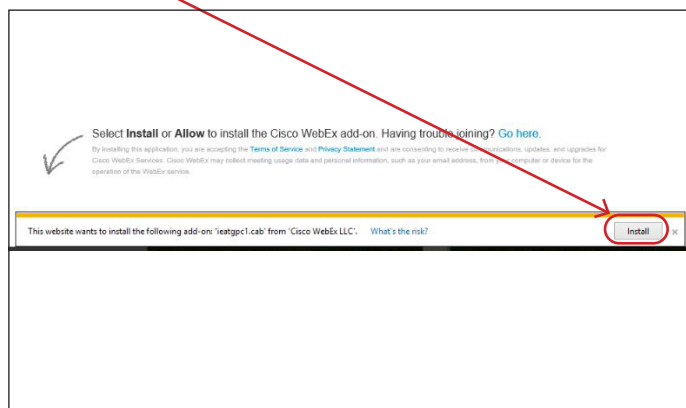 Select Install or Allow to install the Cisco WebEx add-on. Having trouble joining? Go here.
By installing this application, you are accepting the Terms of Service and Privacy Statement and are consenting to receive communications, updates, and upgrades for
Cisco WebEx Services. Cisco WebEx may collect meeting usage data and personal information, such as your email address, from your computer or device for the
operation of the WebEx service.
This website wants to install the following add-on: 'ieatgpc1.cab' from 'Cisco WebEx LLC'. What's the risk? Install ×